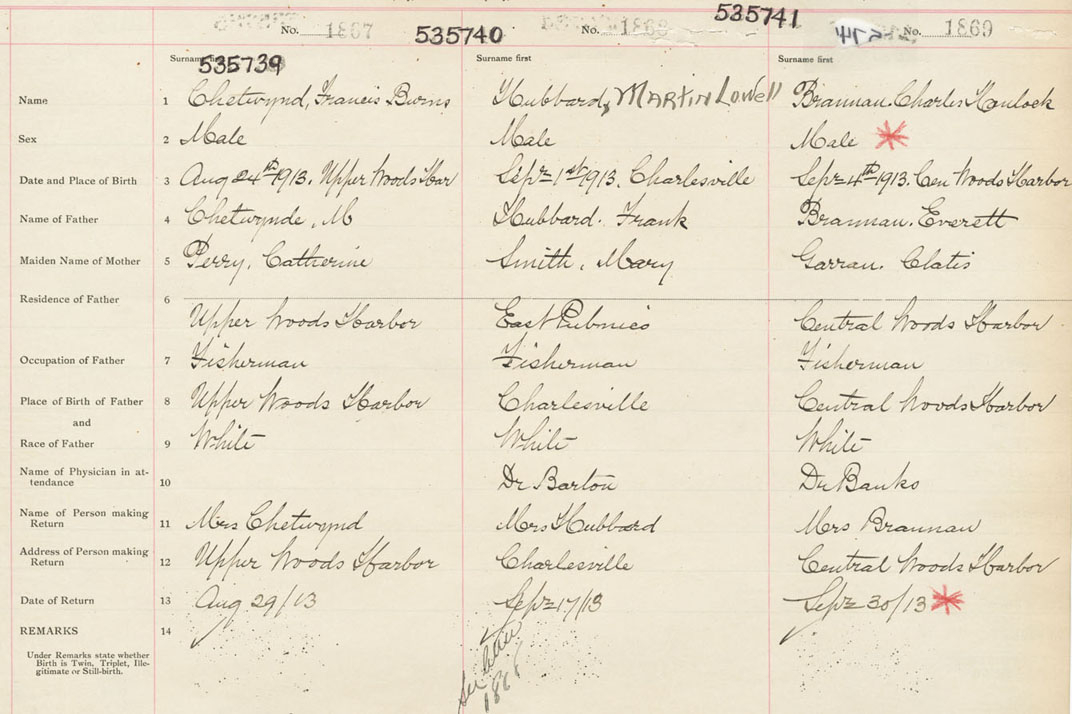 No. 1867 No. 1868 No. 1869
535739 535740 535741
Surname first Surname first Surname first
Name 1 Chetwynd, Francis Burns Hubbard, MARTIN LOWell Brannan. Charles
Sex 2 Male Male Male
Date and Place of Birth 3 Aug 24th 1913. Upper Woods Har Sept 1st 1913. Charlesville Sept 4th 1913. Cen Woods Harbor
Name of Father 4 Chetwynde, M Hubbard. Frank Brannan. Everett
Maiden Name of Mother 5 Perry, Catherine Smith, Mary Garran. Clatis
Residence of Father 6
Upper Woods Harbor East Pubnico Central Woods Harbor
Occupation of Father 7 Fisherman Fisherman Fisherman
Place of Birth of Father 8 Upper Woods Harbor Charlesville Central Woods Harbor
and
Race of Father 9 White White White
Name of Physician in at-
tendance 10 Dr Barton Dr Banks
Name of Person making
Return 11 Mrs Chetwynd Mrs Hubbard Mrs Brannan
Address of Person making
Return 12 Upper Woods Harbor Charlesville Central Woods Harbor
Date of Return 13 Aug 29/13 Sept 17/13 Sept 30/13
REMARKS 14
Under Remarks state whether
Birth is Twin, Triplet, Ille-
gitimate or Still-birth.